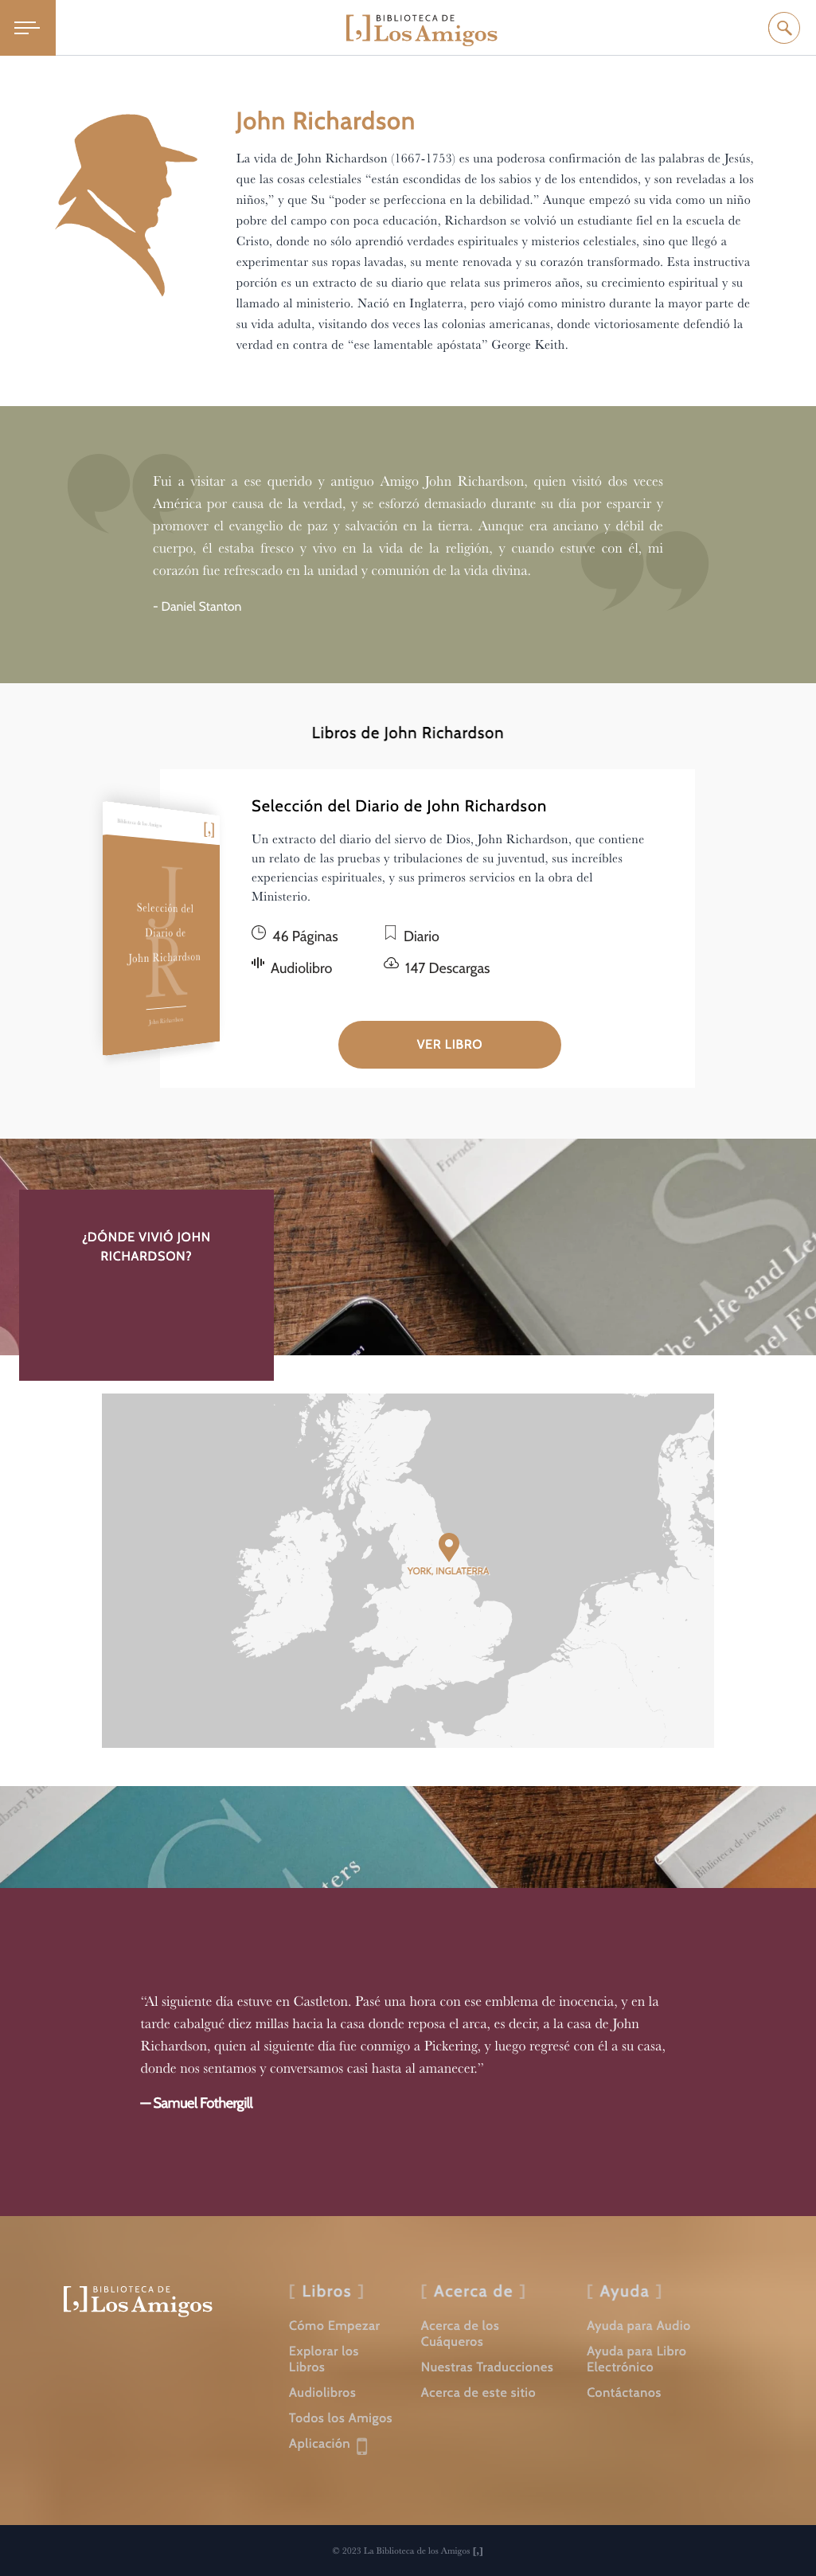 BIBLIOTECA DE
Los Amigos
John Richardson
La vida de John Richardson (1667-1753) es una poderosa confirmación de las palabras de Jesús,
que las cosas celestiales “están escondidas de los sabios y de los entendidos, y son reveladas a los
niños,” y que Su “poder se perfecciona en la debilidad.” Aunque empezó su vida como un niño
pobre del campo con poca educación, Richardson se volvió un estudiante fiel en la escuela de
Cristo, donde no sólo aprendió verdades espirituales y misterios celestiales, sino que llegó a
experimentar sus ropas lavadas, su mente renovada y su corazón transformado. Esta instructiva
porción es un extracto de su diario que relata sus primeros años, su crecimiento espiritual y su
llamado al ministerio. Nació en Inglaterra, pero viajó como ministro durante la mayor parte de
su vida adulta, visitando dos veces las colonias americanas, donde victoriosamente defendió la
verdad en contra de “ese lamentable apóstata” George Keith.
Fui a visitar a ese querido y antiguo Amigo John Richardson, quien visitó dos veces
América por causa de la verdad, y se esforzó demasiado durante su día por esparcir y
promover el evangelio de paz y salvación en la tierra. Aunque era anciano y débil de
cuerpo, él estaba fresco y vivo en la vida de la religión, y cuando estuve con él, mi
corazón fue refrescado en la unidad y comunión de la vida divina.
- Daniel Stanton
Libros de John Richardson
Biblioteca de los Amigos
[,]
JR
Selección del
Diario de
John Richardson
John Richardson
Selección del Diario de John Richardson
Un extracto del diario del siervo de Dios, John Richardson, que contiene
un relato de las pruebas y tribulaciones de su juventud, sus increíbles
experiencias espirituales, y sus primeros servicios en la obra del
Ministerio.
46 Páginas
Diario
Audiolibro
147 Descargas
VER LIBRO
¿DÓNDE VIVIÓ JOHN
RICHARDSON?
Friends
S
The Life and Let
uel Fo
YORK, INGLATERRA
ibrary Pu
C
ters
Biblioteca de los Amigos
“Al siguiente día estuve en Castleton. Pasé una hora con ese emblema de inocencia, y en la
tarde cabalgué diez millas hacia la casa donde reposa el arca, es decir, a la casa de John
Richardson, quien al siguiente día fue conmigo a Pickering, y luego regresé con él a su casa,
donde nos sentamos y conversamos casi hasta al amanecer.”
— Samuel Fothergill
BIBLIOTECA DE
Los Amigos
[ Libros ]
Cómo Empezar
Explorar los
Libros
Audiolibros
Todos los Amigos
Aplicación
[ Acerca de ]
Acerca de los
Cuáqueros
Nuestras Traducciones
Acerca de este sitio
[ Ayuda ]
Ayuda para Audio
Ayuda para Libro
Electrónico
Contáctanos
© 2023 La Biblioteca de los Amigos [,]